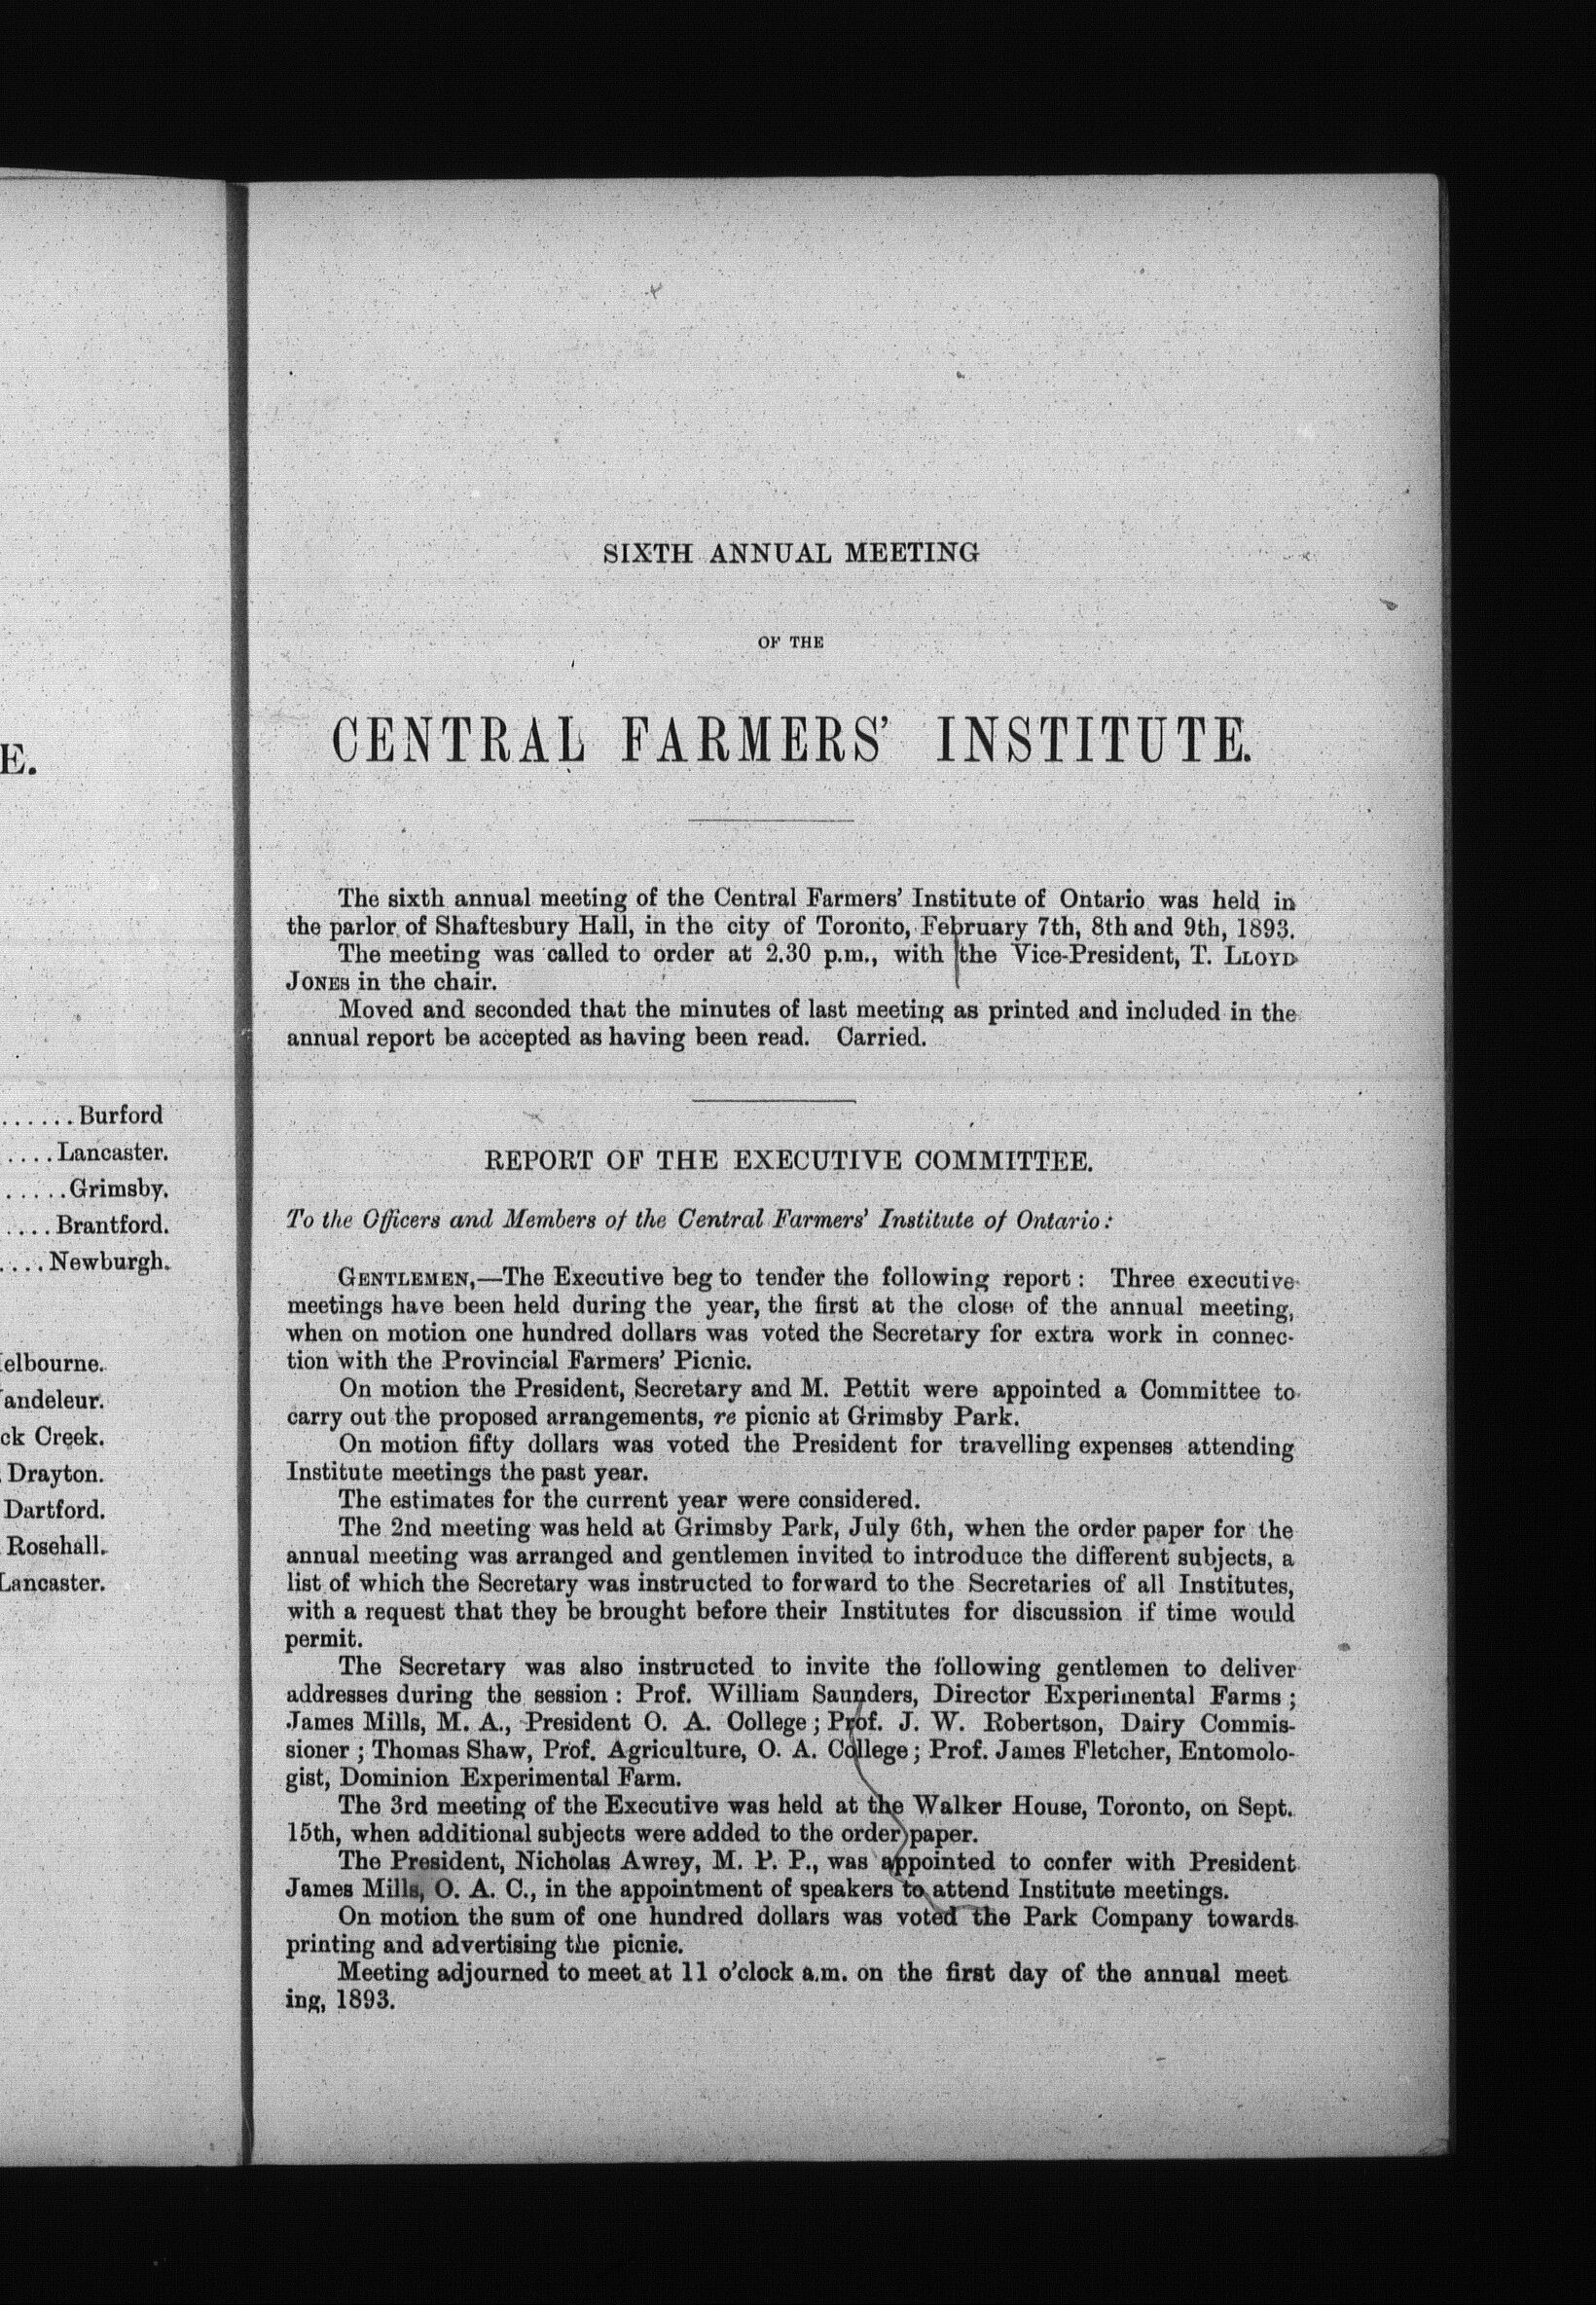 E.
......Burford
....Lancaster.
.....Grimsby.
....Brantford.
....Newburgh.
elbourne.
andeleur.
ck Creek.
Drayton.
Dartford.
Rosehall.
Lancaster.
SIXTH ANNUAL MEETING
OF THE
CENTRAL FARMERS' INSTITUTE.
The sixth annual meeting of the Central Farmers' Institute of Ontario was held in
the parlor of Shaftesbury Hall, in the city of Toronto, February 7th, 8th and 9th, 1893.
The meeting was called to order at 2.30 p.m., with the Vice-President, T. LLOYD
JONES in the chair.
Moved and seconded that the minutes of last meeting as printed and included in the
annual report be accepted as having been read. Carried.
REPORT OF THE EXECUTIVE COMMITTEE.
To the Officers and Members of the Central Farmers' Institute of Ontario:
GENTLEMEN,—The Executive beg to tender the following report : Three executive
meetings have been held during the year, the first at the close of the annual meeting,
when on motion one hundred dollars was voted the Secretary for extra work in connec-
tion with the Provincial Farmers' Picnic.
On motion the President, Secretary and M. Pettit were appointed a Committee to
carry out the proposed arrangements, re picnic at Grimsby Park.
On motion fifty dollars was voted the President for travelling expenses attending
Institute meetings the past year.
The estimates for the current year were considered.
The 2nd meeting was held at Grimsby Park, July 6th, when the order paper for the
annual meeting was arranged and gentlemen invited to introduce the different subjects, a
list of which the Secretary was instructed to forward to the Secretaries of all Institutes,
with a request that they be brought before their Institutes for discussion if time would
permit.
The Secretary was also instructed to invite the following gentlemen to deliver
addresses during the session : Prof. William Saunders, Director Experimental Farms ;
James Mills, M. A., President O. A. College ; Prof. J. W. Robertson, Dairy Commis-
sioner ; Thomas Shaw, Prof. Agriculture, O. A. College ; Prof. James Fletcher, Entomolo-
gist, Dominion Experimental Farm.
The 3rd meeting of the Executive was held at the Walker House, Toronto, on Sept.
15th, when additional subjects were added to the order paper.
The President, Nicholas Awrey, M. P. P., was appointed to confer with President
James Mills, O. A. C., in the appointment of speakers to attend Institute meetings.
On motion the sum of one hundred dollars was voted the Park Company towards
printing and advertising the picnic.
Meeting adjourned to meet at 11 o'clock a.m. on the first day of the annual meet
ing, 1893.